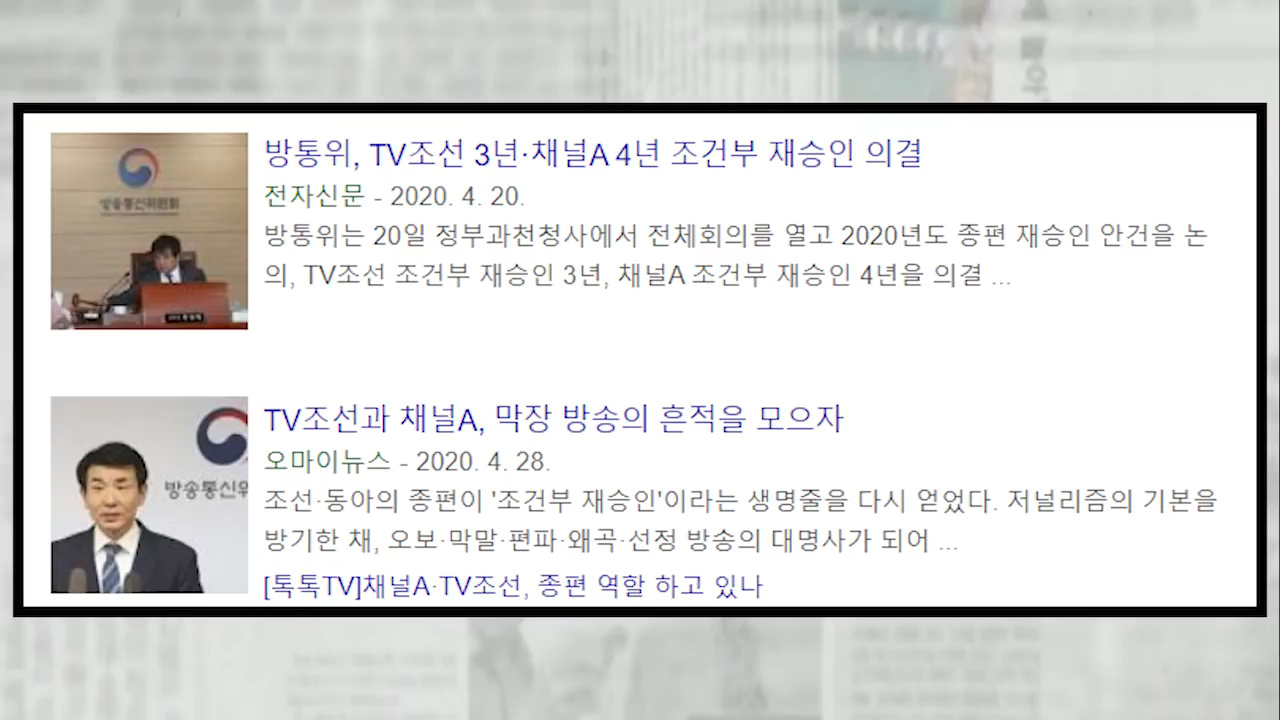 방통위, TV조선 3년·채널A 4년 조건부 재승인 의결
전자신문 - 2020. 4. 20.
방통위는 20일 정부과천청사에서 전체회의를 열고 2020년도 종편 재승인 안건을 논
의, TV조선 조건부 재승인 3년, 채널A 조건부 재승인 4년을 의결 ...
방송통신위원회
TV조선과 채널A, 막장 방송의 흔적을 모으자
오마이뉴스 - 2020. 4. 28.
조선·동아의 종편이 '조건부 재승인'이라는 생명줄을 다시 얻었다. 저널리즘의 기본을
방기한 채, 오보·막말·편파·왜곡·선정 방송의 대명사가 되어 ...
[톡톡TV]채널A·TV조선, 종편 역할 하고 있나
방송통신위